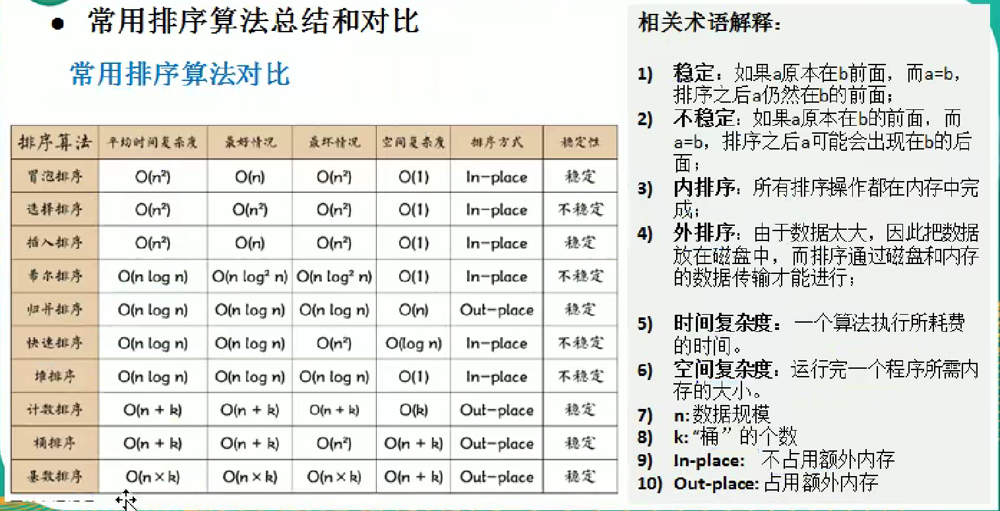 ● 常用排序算法总结和对比
常用排序算法对比
排序算法 平均时间复杂度 最好情况 最坏情况 空间复杂度 排序方式 稳定性
冒泡排序 O(n²) O(n) O(n²) O(1) In-place 稳定
选择排序 O(n²) O(n²) O(n²) O(1) In-place 不稳定
插入排序 O(n²) O(n) O(n²) O(1) In-place 稳定
希尔排序 O(n log n) O(n log² n) O(n log² n) O(1) In-place 不稳定
归并排序 O(n log n) O(n log n) O(n log n) O(n) Out-place 稳定
快速排序 O(n log n) O(n log n) O(n²) O(log n) In-place 不稳定
堆排序 O(n log n) O(n log n) O(n log n) O(1) In-place 不稳定
计数排序 O(n + k) O(n + k) O(n + k) O(k) Out-place 稳定
桶排序 O(n + k) O(n + k) O(n²) O(n + k) Out-place 稳定
基数排序 O(n × k) O(n × k) O(n × k) O(n + k) Out-place 稳定
相关术语解释：
1) 稳定：如果a原本在b前面，而a=b，
排序之后a仍然在b的前面；
2) 不稳定：如果a原本在b的前面，而
a=b，排序之后a可能会出现在b的后
面；
3) 内排序：所有排序操作都在内存中完
成；
4) 外排序：由于数据太大，因此把数据
放在磁盘中，而排序通过磁盘和内存
的数据传输才能进行；
5) 时间复杂度： 一个算法执行所耗费
的时间。
6) 空间复杂度：运行完一个程序所需内
存的大小。
7) n: 数据规模
8) k: “桶”的个数
9) In-place: 不占用额外内存
10) Out-place: 占用额外内存